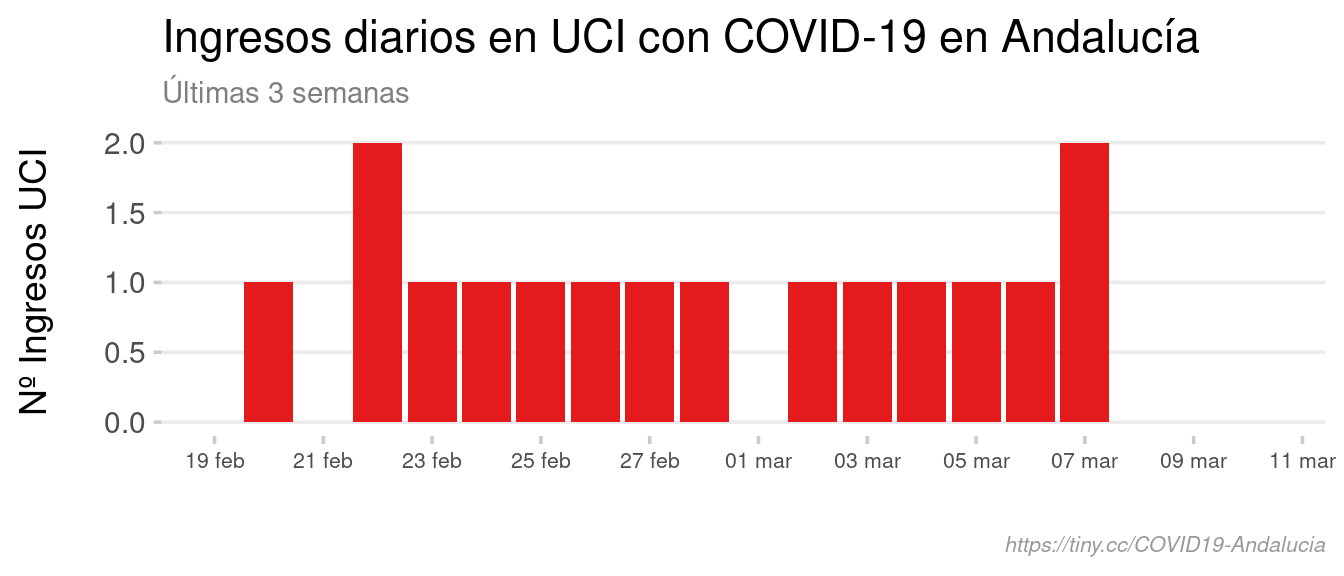 Ingresos diarios en UCI con COVID-19 en Andalucía
Últimas 3 semanas
Nº Ingresos UCI
2.0
1.5
1.0
0.5
0.0
19 feb 21 feb 23 feb 25 feb 27 feb 01 mar 03 mar 05 mar 07 mar 09 mar 11 mar
https://tiny.cc/COVID19-Andalucia